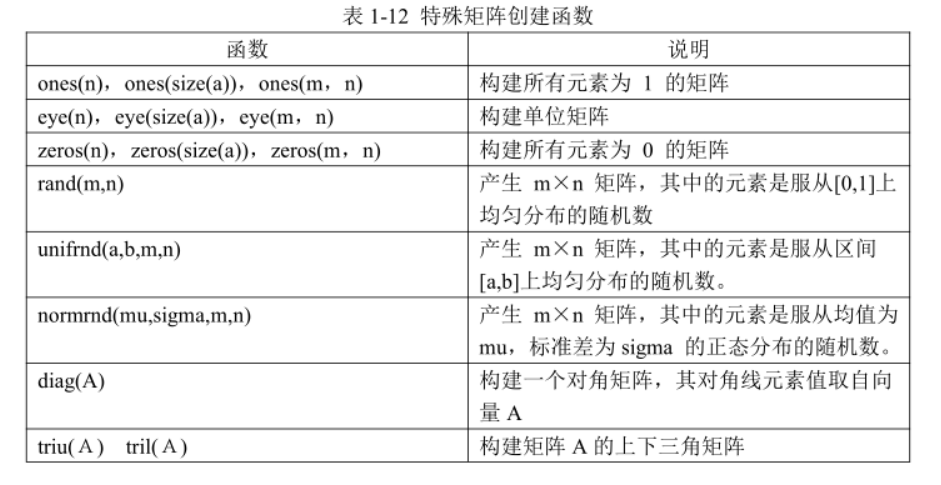 表 1-12 特殊矩阵创建函数
函数 说明
ones(n)，ones(size(a))，ones(m，n) 构建所有元素为 1 的矩阵
eye(n)，eye(size(a))，eye(m，n) 构建单位矩阵
zeros(n)，zeros(size(a))，zeros(m，n) 构建所有元素为 0 的矩阵
rand(m,n) 产生 m×n 矩阵，其中的元素是服从[0,1]上
均匀分布的随机数
unifrnd(a,b,m,n) 产生 m×n 矩阵，其中的元素是服从区间
[a,b]上均匀分布的随机数。
normrnd(mu,sigma,m,n) 产生 m×n 矩阵，其中的元素是服从均值为
mu，标准差为 sigma 的正态分布的随机数。
diag(A) 构建一个对角矩阵，其对角线元素值取自向
量 A
triu(Ａ) tril(Ａ) 构建矩阵 A 的上下三角矩阵